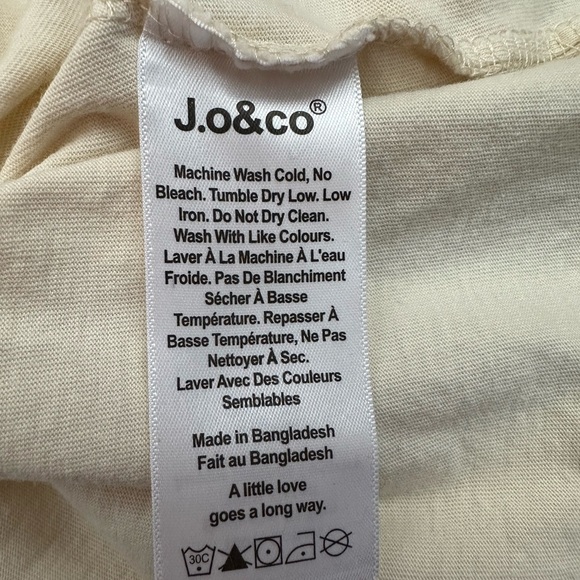 J.o&co®
Machine Wash Cold, No
Bleach. Tumble Dry Low. Low
Iron. Do Not Dry Clean.
Wash With Like Colours.
Laver À La Machine À L'eau
Froide. Pas De Blanchiment
Sécher À Basse
Température. Repasser À
Basse Température, Ne Pas
Nettoyer À Sec.
Laver Avec Des Couleurs
Semblables
Made in Bangladesh
Fait au Bangladesh
A little love
goes a long way.
30C